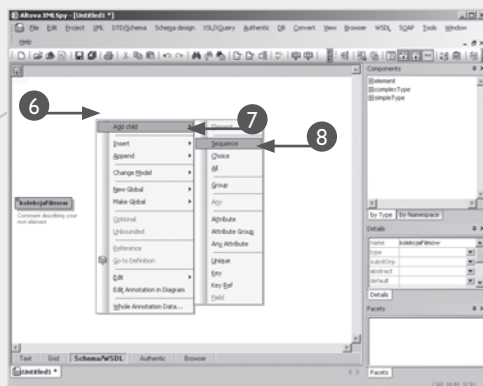 Altova XMLSpy - [Untitled1 *]
File Edit Project XML DTD/Schema Schema design XSL/XQuery Authentic DB Convert View Browser WSDL SOAP Tools Window
Help
Components
element
complexType
simpleType
6
7
8
Add child
Insert
Append
Change Model
New Global
Make Global
Optional
Unbounded
Reference
Go to Definition
Edit
Edit Annotation in Diagram
Whole Annotation Data...
Element
Sequence
Choice
All
Group
Any
Attribute
Attribute Group
Any Attribute
Unique
Key
Key Ref
Field
kolekcjaFilmow
Comment describing your
root element
by Type by Namespace
Details
name kolekcjaFilmow
type
substGrp
abstract
default
Details
Facets
Text Grid Schema/WSDL Authentic Browser
Untitled1 *
Facets
CAP NUM SCRL